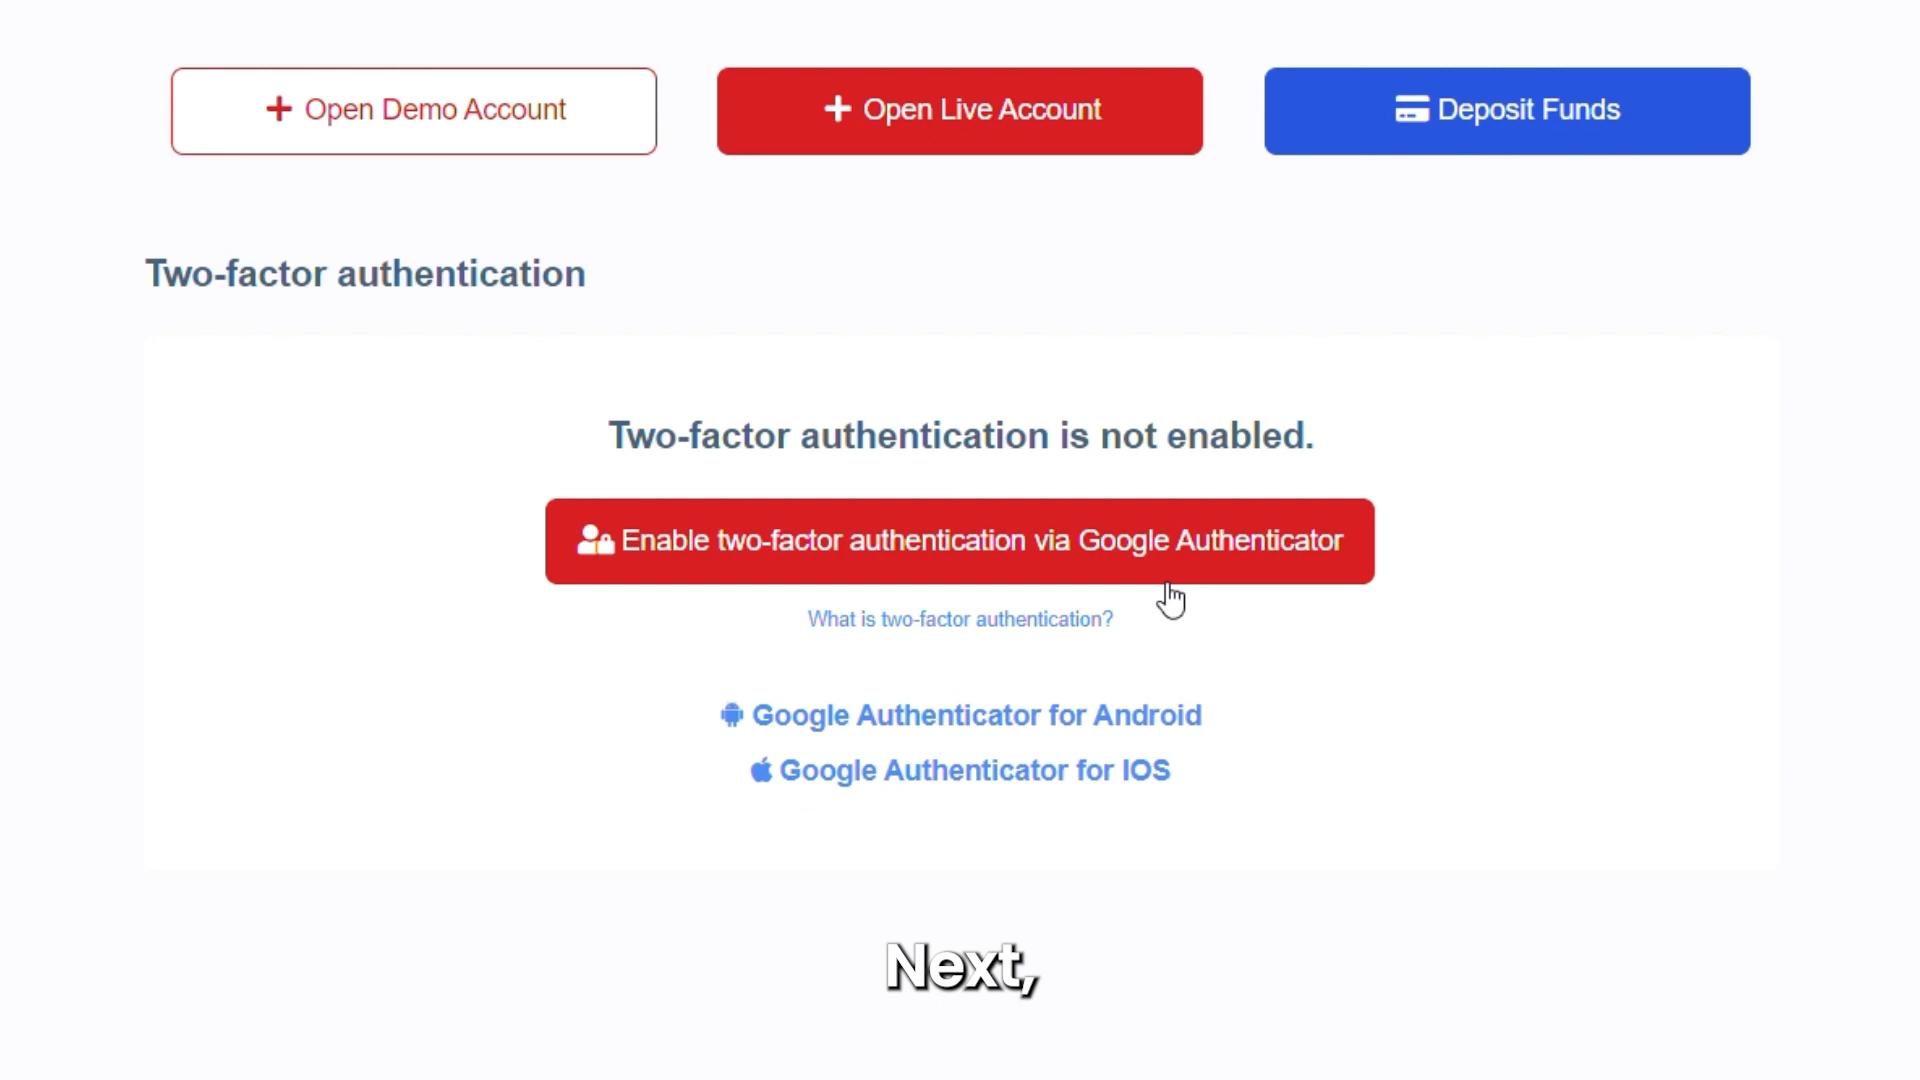 Open Demo Account
Open Live Account
Deposit Funds
Two-factor authentication
Two-factor authentication is not enabled.
Enable two-factor authentication via Google Authenticator
What is two-factor authentication?
Google Authenticator for Android
Google Authenticator for IOS
Next,